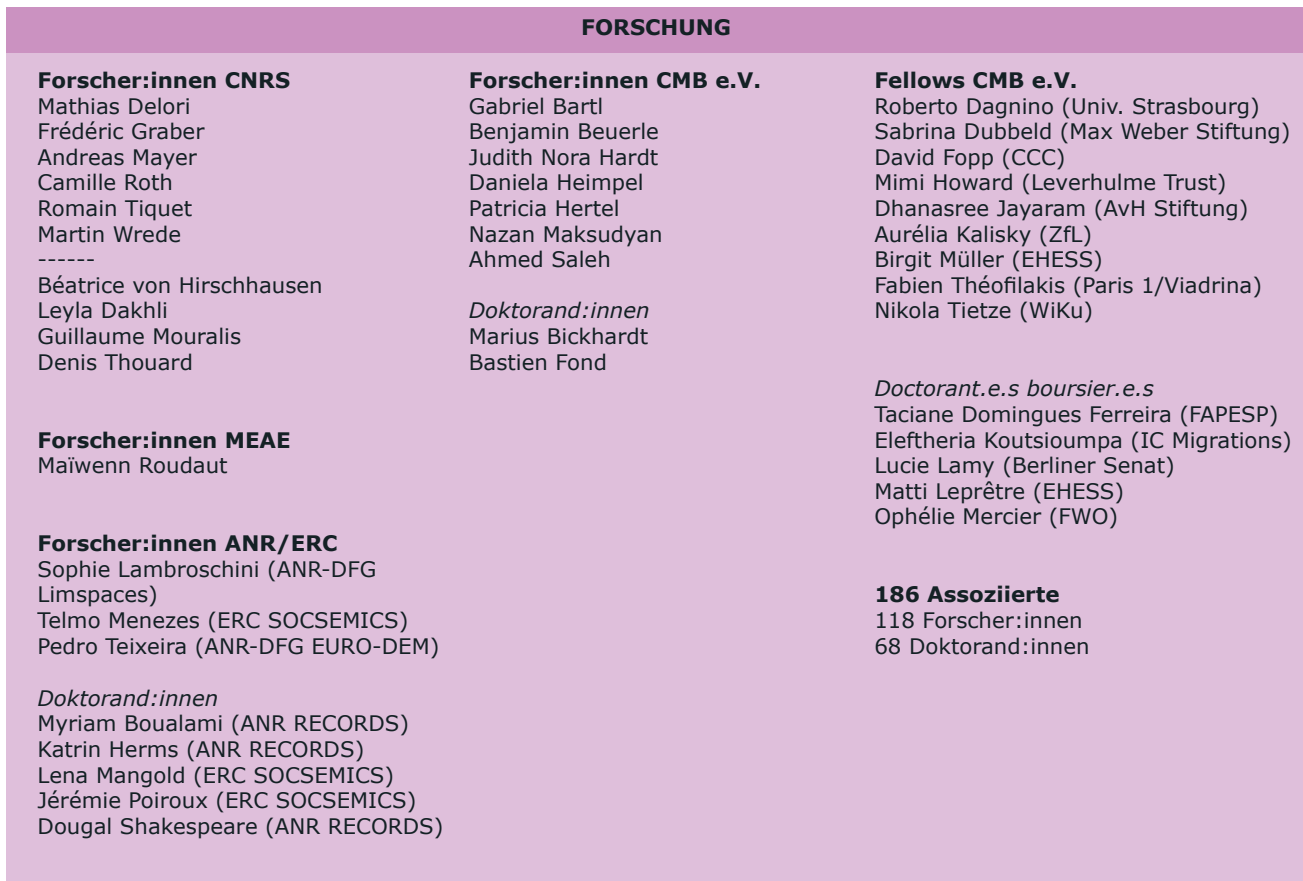 FORSCHUNG
Forscher:innen CNRS
Mathias Delori
Frédéric Graber
Andreas Mayer
Camille Roth
Romain Tiquet
Martin Wrede
------
Béatrice von Hirschhausen
Leyla Dakhli
Guillaume Mouralis
Denis Thouard
Forscher:innen MEAE
Maïwenn Roudaut
Forscher:innen ANR/ERC
Sophie Lambroschini (ANR-DFG
Limspaces)
Telmo Menezes (ERC SOCSEMICS)
Pedro Teixeira (ANR-DFG EURO-DEM)
Doktorand:innen
Myriam Boualami (ANR RECORDS)
Katrin Herms (ANR RECORDS)
Lena Mangold (ERC SOCSEMICS)
Jérémie Poiroux (ERC SOCSEMICS)
Dougal Shakespeare (ANR RECORDS)
Forscher:innen CMB e.V.
Gabriel Bartl
Benjamin Beuerle
Judith Nora Hardt
Daniela Heimpel
Patricia Hertel
Nazan Maksudyan
Ahmed Saleh
Doktorand:innen
Marius Bickhardt
Bastien Fond
Fellows CMB e.V.
Roberto Dagnino (Univ. Strasbourg)
Sabrina Dubbeld (Max Weber Stiftung)
David Fopp (CCC)
Mimi Howard (Leverhulme Trust)
Dhanasree Jayaram (AvH Stiftung)
Aurélia Kalisky (ZfL)
Birgit Müller (EHESS)
Fabien Théofilakis (Paris 1/Viadrina)
Nikola Tietze (WiKu)
Doctorant.e.s boursier.e.s
Taciane Domingues Ferreira (FAPESP)
Eleftheria Koutsioumpa (IC Migrations)
Lucie Lamy (Berliner Senat)
Matti Leprêtre (EHESS)
Ophélie Mercier (FWO)
186 Assoziierte
118 Forscher:innen
68 Doktorand:innen